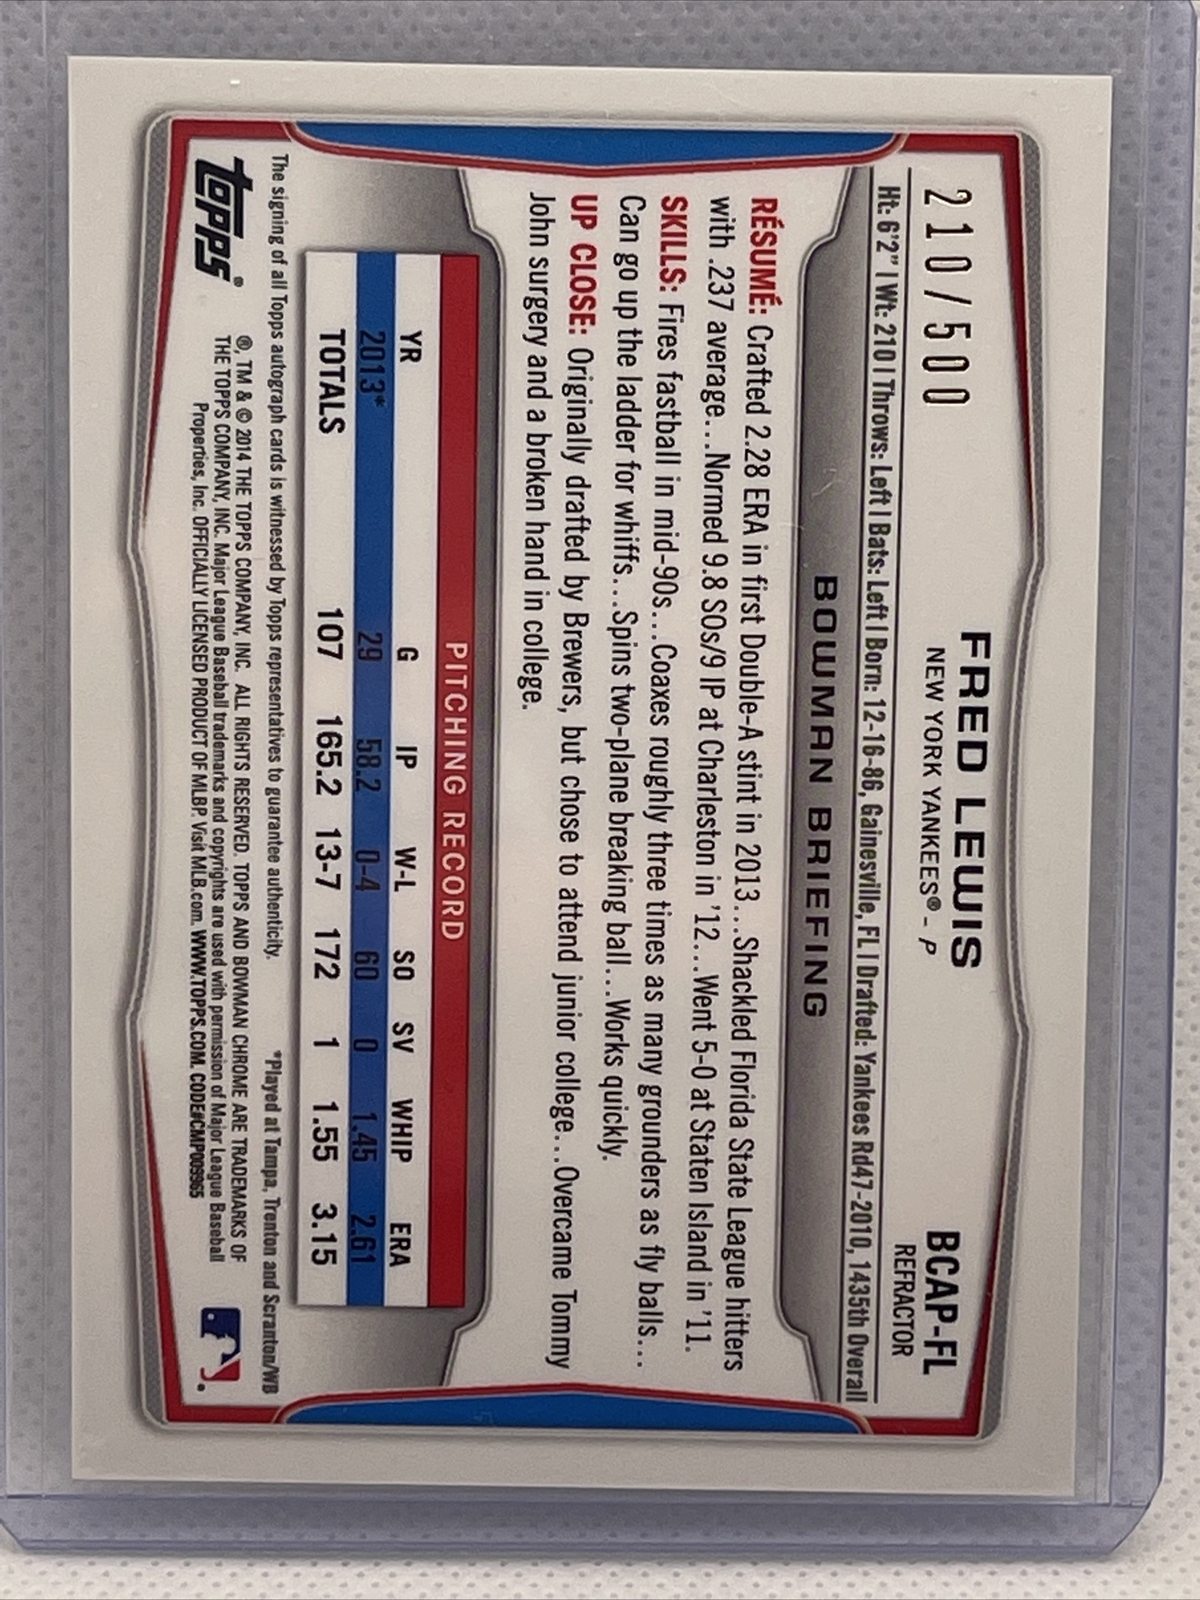 210/500
FRED LEWIS
NEW YORK YANKEES® - P
BCAP-FL
REFRACTOR
Ht: 6'2" | Wt: 210 | Throws: Left | Bats: Left | Born: 12-16-86, Gainesville, FL | Drafted: Yankees Rd47-2010, 1435th Overall
BOWMAN BRIEFING
RÉSUMÉ: Crafted 2.28 ERA in first Double-A stint in 2013...Shackled Florida State League hitters
with .237 average...Normed 9.8 SOs/9 IP at Charleston in '12...Went 5-0 at Staten Island in '11.
SKILLS: Fires fastball in mid-90s...Coaxes roughly three times as many grounders as fly balls...
Can go up the ladder for whiffs...Spins two-plane breaking ball...Works quickly.
UP CLOSE: Originally drafted by Brewers, but chose to attend junior college...Overcame Tommy
John surgery and a broken hand in college.
PITCHING RECORD
YR G IP W-L SO SV WHIP ERA
2013* 29 58.2 0-4 60 0 1.45 2.61
TOTALS 107 165.2 13-7 172 1 1.55 3.15
The signing of all Topps autograph cards is witnessed by Topps representatives to guarantee authenticity. *Played at Tampa, Trenton and Scranton/WB
topps®
®, TM & © 2014 THE TOPPS COMPANY, INC. ALL RIGHTS RESERVED. TOPPS AND BOWMAN CHROME ARE TRADEMARKS OF
THE TOPPS COMPANY, INC. Major League Baseball trademarks and copyrights are used with permission of Major League Baseball
Properties, Inc. OFFICIALLY LICENSED PRODUCT OF MLBP. Visit MLB.com. WWW.TOPPS.COM. CODE#CMP009965